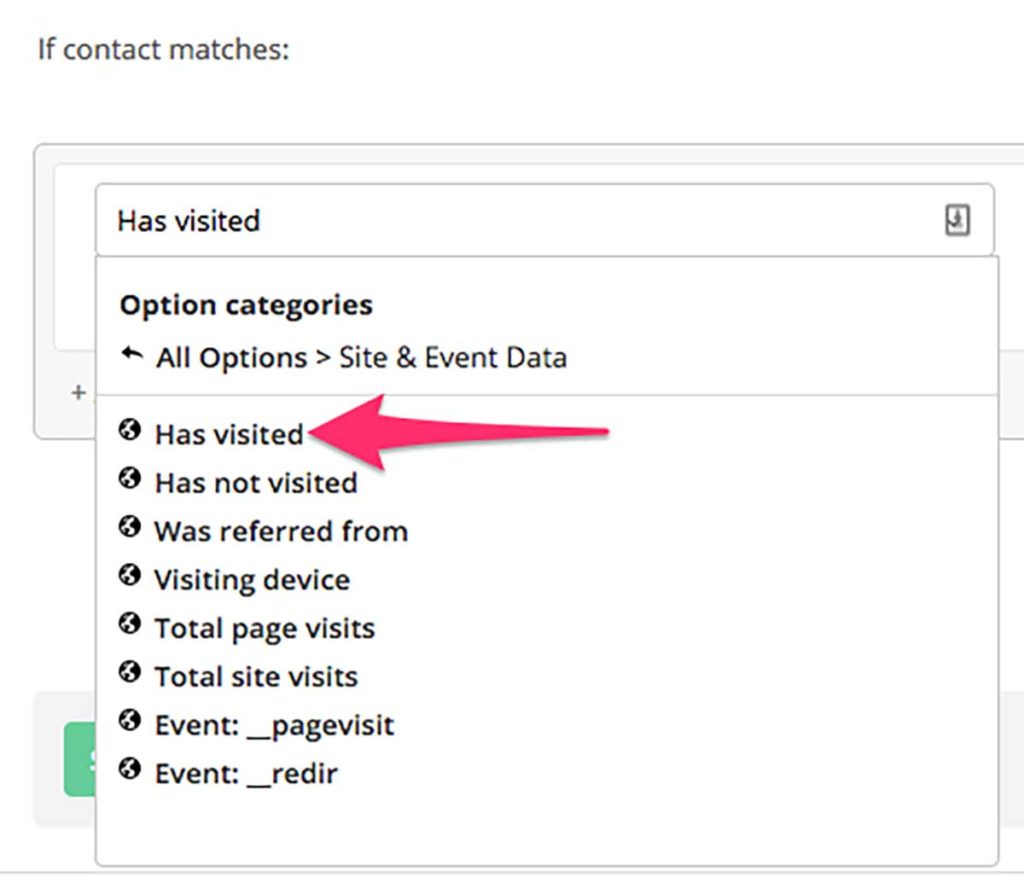 If contact matches:
Has visited
Option categories
All Options > Site & Event Data
+
Has visited
Has not visited
Was referred from
Visiting device
Total page visits
Total site visits
Event: __pagevisit
Event: __redir